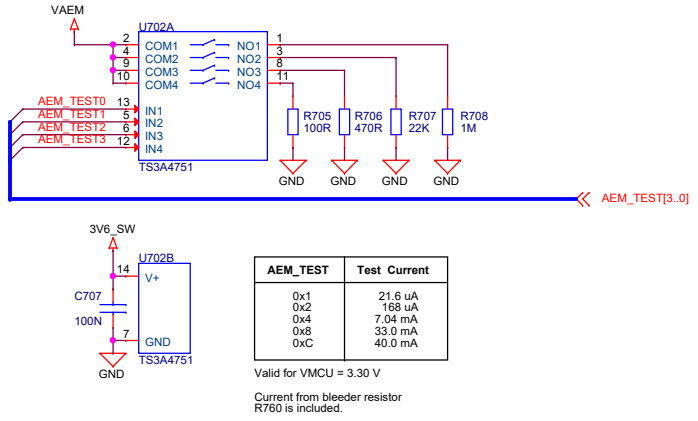 VAEM
U702A
2 COM1 NO1 1
4 COM2 NO2 3
9 COM3 NO3 8
10 COM4 NO4 11
AEM_TEST0 13 IN1
AEM_TEST1 5 IN2
AEM_TEST2 6 IN3
AEM_TEST3 12 IN4
TS3A4751
R705 R706 R707 R708
100R 470R 22K 1M
GND GND GND GND
AEM_TEST[3..0]
3V6_SW
U702B
14 V+
C707
100N
7 GND
TS3A4751
GND
AEM_TEST Test Current
0x1 21.6 uA
0x2 168 uA
0x4 7.04 mA
0x8 33.0 mA
0xC 40.0 mA
Valid for VMCU = 3.30 V
Current from bleeder resistor
R760 is included.